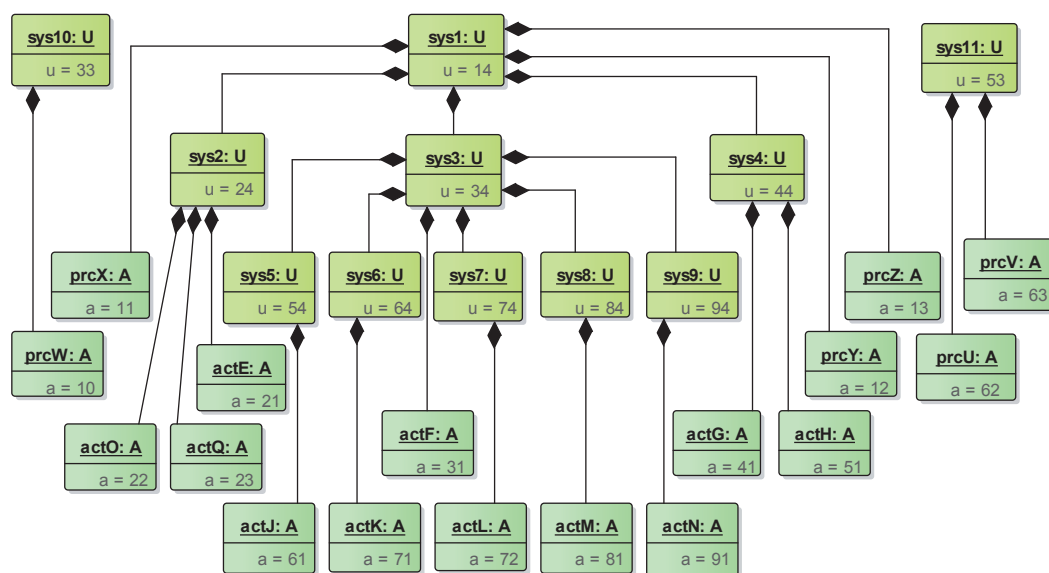 sys10: U
u = 33
sys1: U
u = 14
sys11: U
u = 53
sys2: U
u = 24
sys3: U
u = 34
sys4: U
u = 44
prcX: A
a = 11
sys5: U
u = 54
sys6: U
u = 64
sys7: U
u = 74
sys8: U
u = 84
sys9: U
u = 94
prcZ: A
a = 13
prcV: A
a = 63
prcW: A
a = 10
actE: A
a = 21
prcY: A
a = 12
prcU: A
a = 62
actO: A
a = 22
actQ: A
a = 23
actF: A
a = 31
actG: A
a = 41
actH: A
a = 51
actJ: A
a = 61
actK: A
a = 71
actL: A
a = 72
actM: A
a = 81
actN: A
a = 91